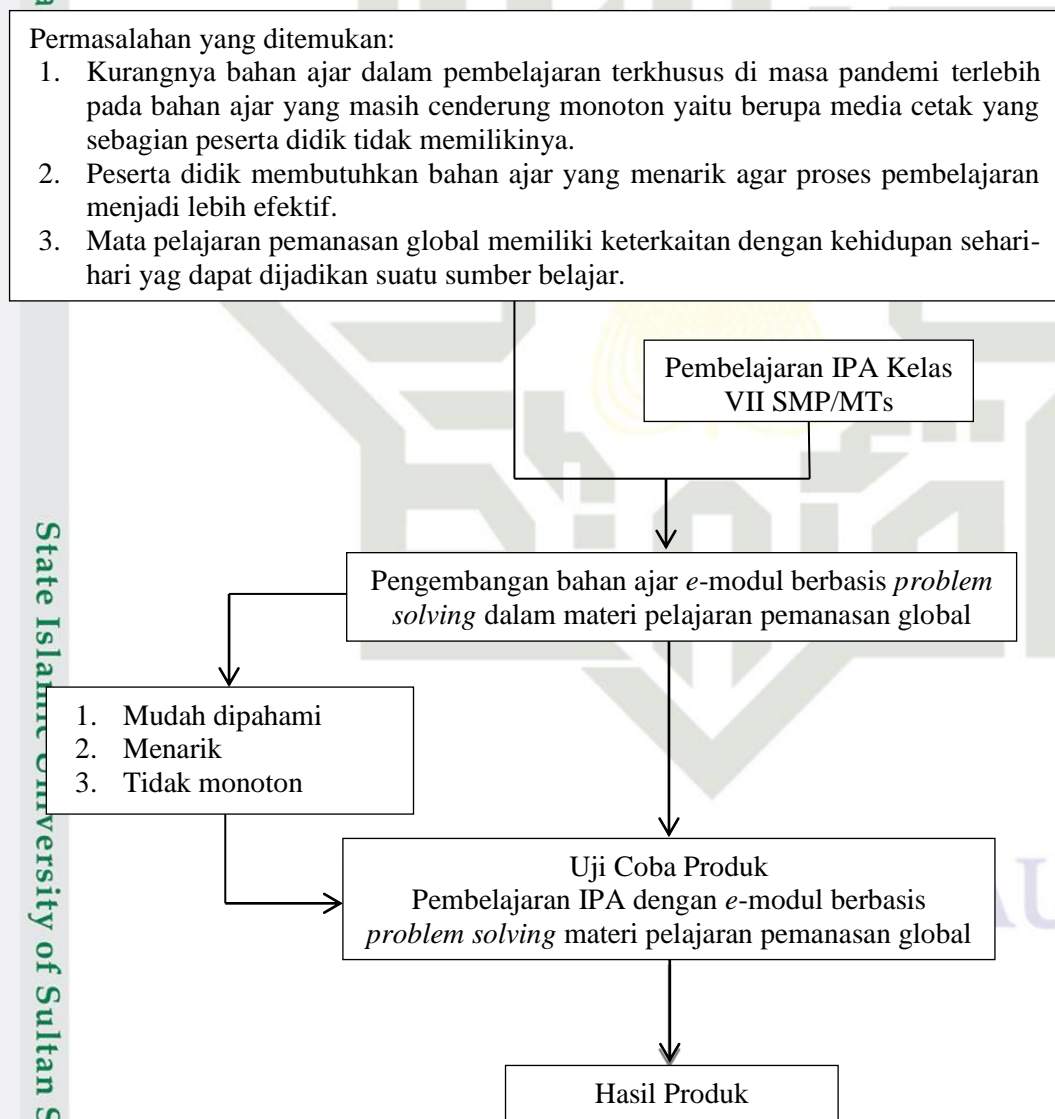 Permasalahan yang ditemukan:
1. Kurangnya bahan ajar dalam pembelajaran terkhusus di masa pandemi terlebih
pada bahan ajar yang masih cenderung monoton yaitu berupa media cetak yang
sebagian peserta didik tidak memilikinya.
2. Peserta didik membutuhkan bahan ajar yang menarik agar proses pembelajaran
menjadi lebih efektif.
3. Mata pelajaran pemanasan global memiliki keterkaitan dengan kehidupan sehari-
hari yag dapat dijadikan suatu sumber belajar.
Pembelajaran IPA Kelas
VII SMP/MTs
Pengembangan bahan ajar e-modul berbasis problem
solving dalam materi pelajaran pemanasan global
1. Mudah dipahami
2. Menarik
3. Tidak monoton
Uji Coba Produk
Pembelajaran IPA dengan e-modul berbasis
problem solving materi pelajaran pemanasan global
Hasil Produk
State Islamic University of Sultan